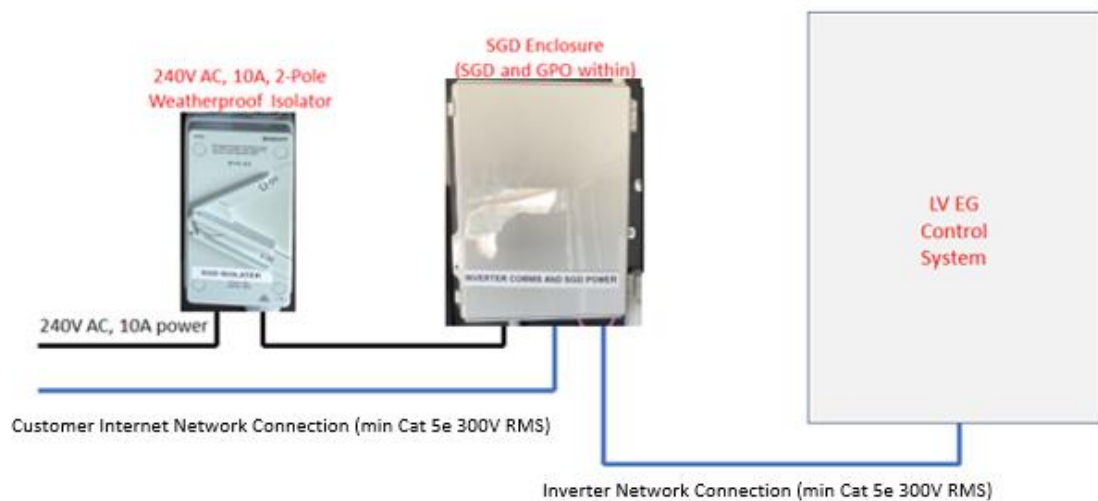 SGD Enclosure
(SGD and GPO within)
240V AC, 10A, 2-Pole
Weatherproof Isolator
LV EG
Control
System
SGD ISOLATER
INVERTER COMMS AND SGD POWER
240V AC, 10A power
Customer Internet Network Connection (min Cat 5e 300V RMS)
Inverter Network Connection (min Cat 5e 300V RMS)